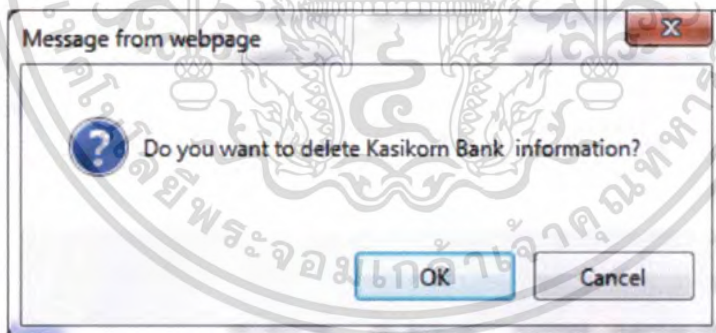 Message from webpage
Do you want to delete Kasikorn Bank information?
OK
Cancel